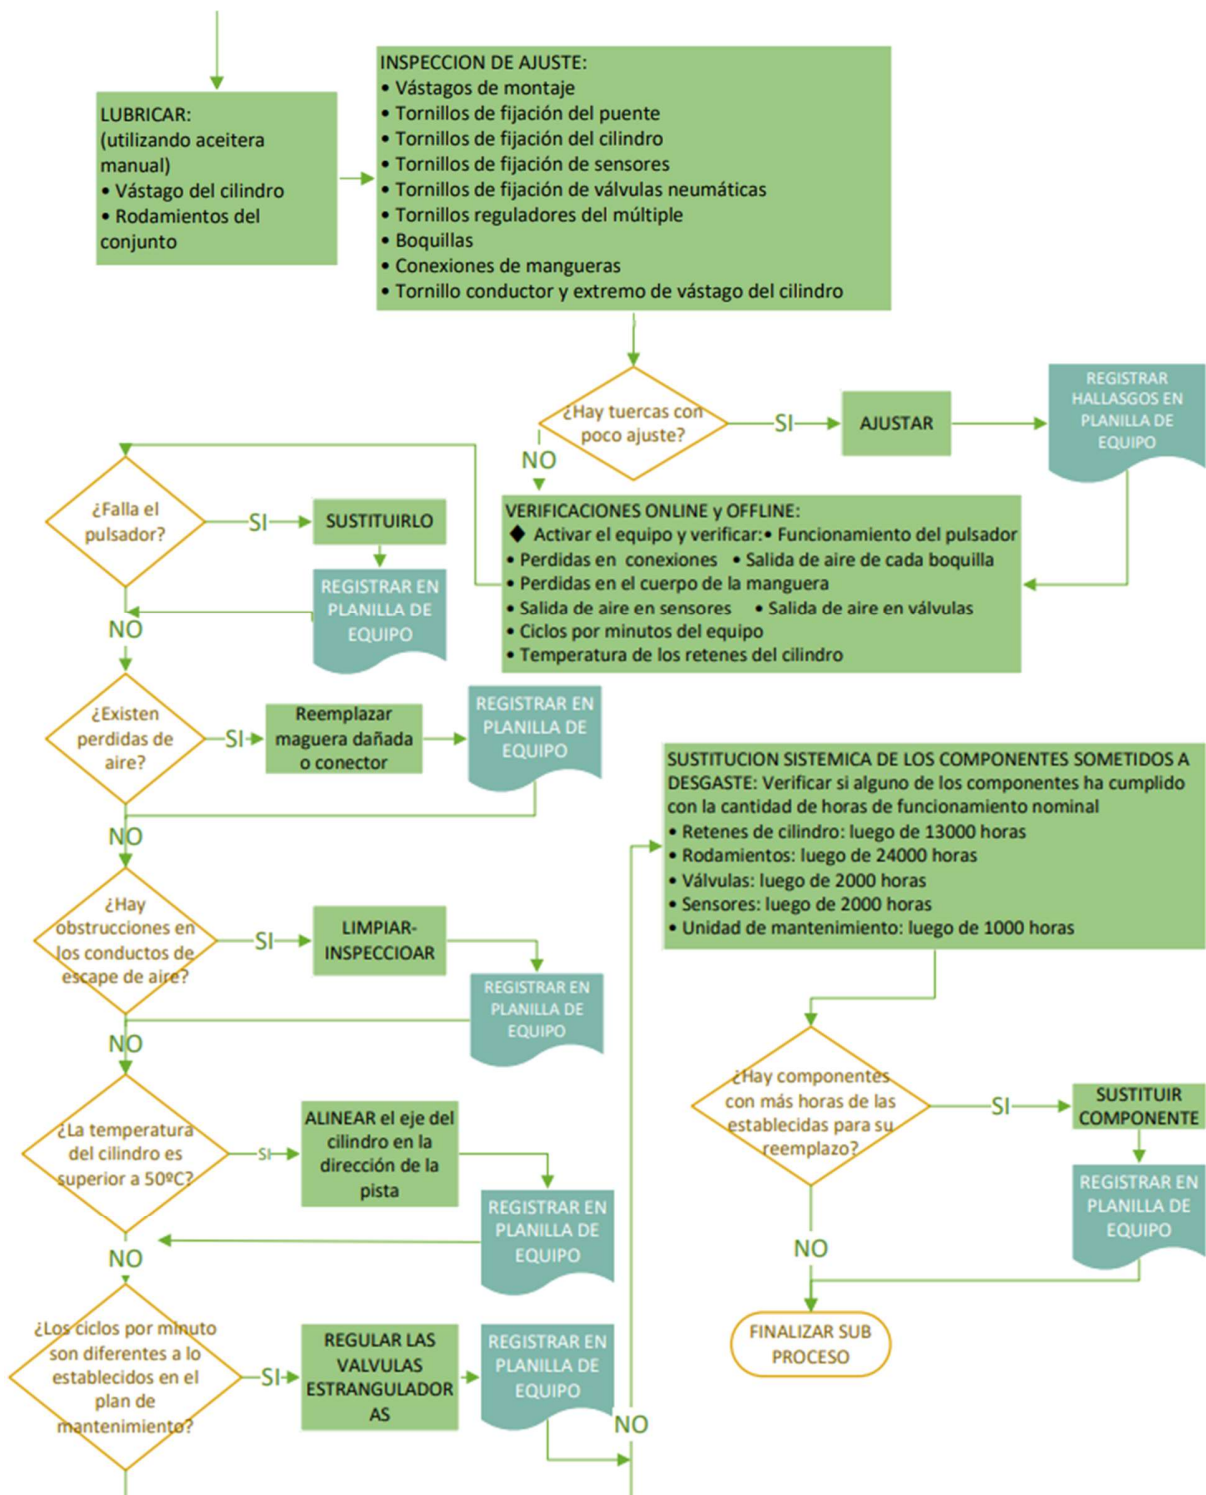 LUBRICAR:
(utilizando aceitera
manual)
• Vástago del cilindro
• Rodamientos del
conjunto
INSPECCION DE AJUSTE:
• Vástagos de montaje
• Tornillos de fijación del puente
• Tornillos de fijación del cilindro
• Tornillos de fijación de sensores
• Tornillos de fijación de válvulas neumáticas
• Tornillos reguladores del múltiple
• Boquillas
• Conexiones de mangueras
• Tornillo conductor y extremo de vástago del cilindro
¿Hay tuercas con
poco ajuste?
SI
AJUSTAR
REGISTRAR
HALLASGOS EN
PLANILLA DE
EQUIPO
NO
VERIFICACIONES ONLINE y OFFLINE:
◆ Activar el equipo y verificar:• Funcionamiento del pulsador
• Perdidas en conexiones • Salida de aire de cada boquilla
• Perdidas en el cuerpo de la manguera
• Salida de aire en sensores • Salida de aire en válvulas
• Ciclos por minutos del equipo
• Temperatura de los retenes del cilindro
¿Falla el
pulsador?
SI
SUSTITUIRLO
REGISTRAR EN
PLANILLA DE
EQUIPO
NO
¿Existen
perdidas de
aire?
SI
Reemplazar
maguera dañada
o conector
REGISTRAR EN
PLANILLA DE
EQUIPO
NO
¿Hay
obstrucciones en
los conductos de
escape de aire?
SI
LIMPIAR-
INSPECCIOAR
REGISTRAR EN
PLANILLA DE
EQUIPO
NO
¿La temperatura
del cilindro es
superior a 50ºC?
SI
ALINEAR el eje del
cilindro en la
dirección de la
pista
REGISTRAR EN
PLANILLA DE
EQUIPO
NO
¿Los ciclos por minuto
son diferentes a lo
establecidos en el
plan de
mantenimiento?
SI
REGULAR LAS
VALVULAS
ESTRANGULADOR
AS
REGISTRAR EN
PLANILLA DE
EQUIPO
NO
SUSTITUCION SISTEMICA DE LOS COMPONENTES SOMETIDOS A
DESGASTE: Verificar si alguno de los componentes ha cumplido
con la cantidad de horas de funcionamiento nominal
• Retenes de cilindro: luego de 13000 horas
• Rodamientos: luego de 24000 horas
• Válvulas: luego de 2000 horas
• Sensores: luego de 2000 horas
• Unidad de mantenimiento: luego de 1000 horas
¿Hay componentes
con más horas de las
establecidas para su
reemplazo?
SI
SUSTITUIR
COMPONENTE
REGISTRAR EN
PLANILLA DE
EQUIPO
NO
FINALIZAR SUB
PROCESO